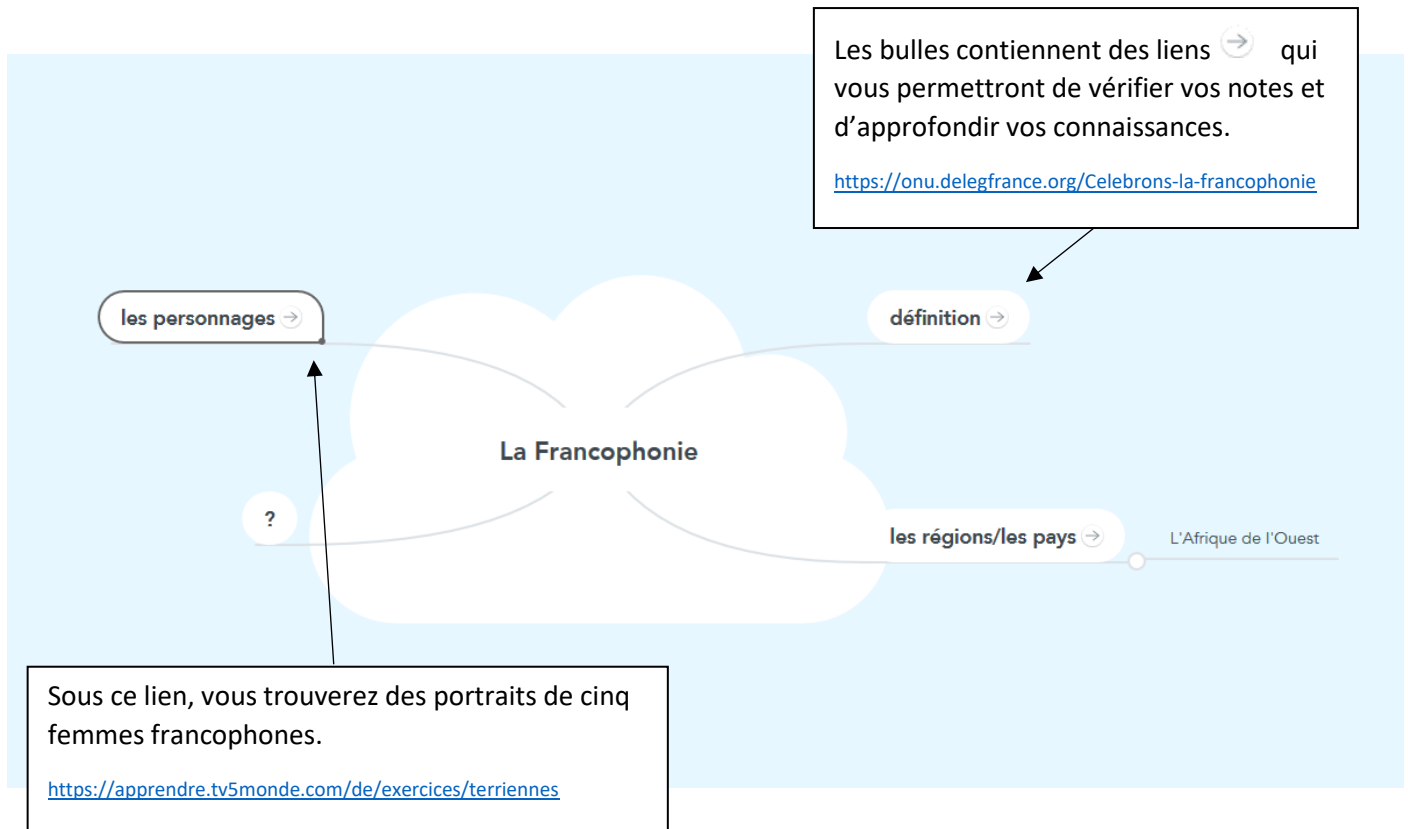 Les bulles contiennent des liens qui
vous permettront de vérifier vos notes et
d’approfondir vos connaissances.
https://onu.delegfrance.org/Celebrons-la-francophonie
les personnages
définition
La Francophonie
?
les régions/les pays
L'Afrique de l'Ouest
Sous ce lien, vous trouverez des portraits de cinq
femmes francophones.
https://apprendre.tv5monde.com/de/exercices/terriennes